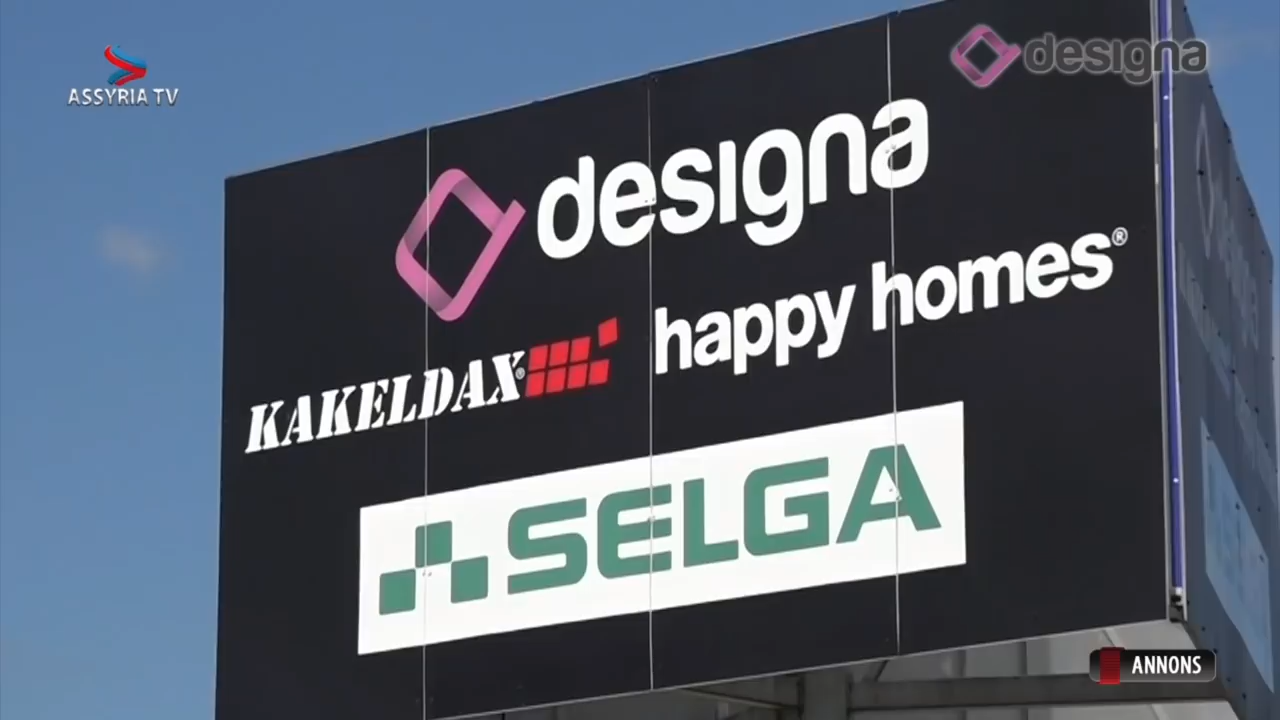 ASSYRIA TV
designa
designa
happy homes®
KAKELDAX®
SELGA
ANNONS